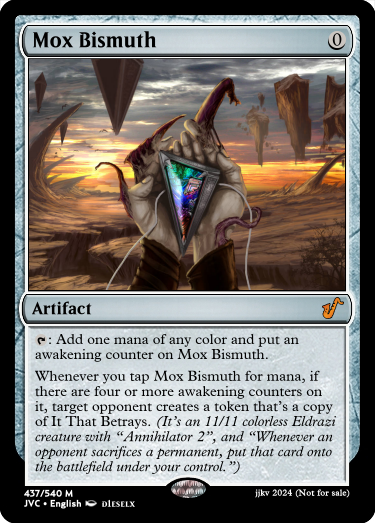 Mox Bismuth 0
Artifact
: Add one mana of any color and put an
awakening counter on Mox Bismuth.
Whenever you tap Mox Bismuth for mana, if
there are four or more awakening counters on
it, target opponent creates a token that's a copy
of It That Betrays. (It's an 11/11 colorless Eldrazi
creature with “Annihilator 2”, and “Whenever an
opponent sacrifices a permanent, put that card onto
the battlefield under your control.”)
437/540 M
JVC • English DIESELX
jjkv 2024 (Not for sale)